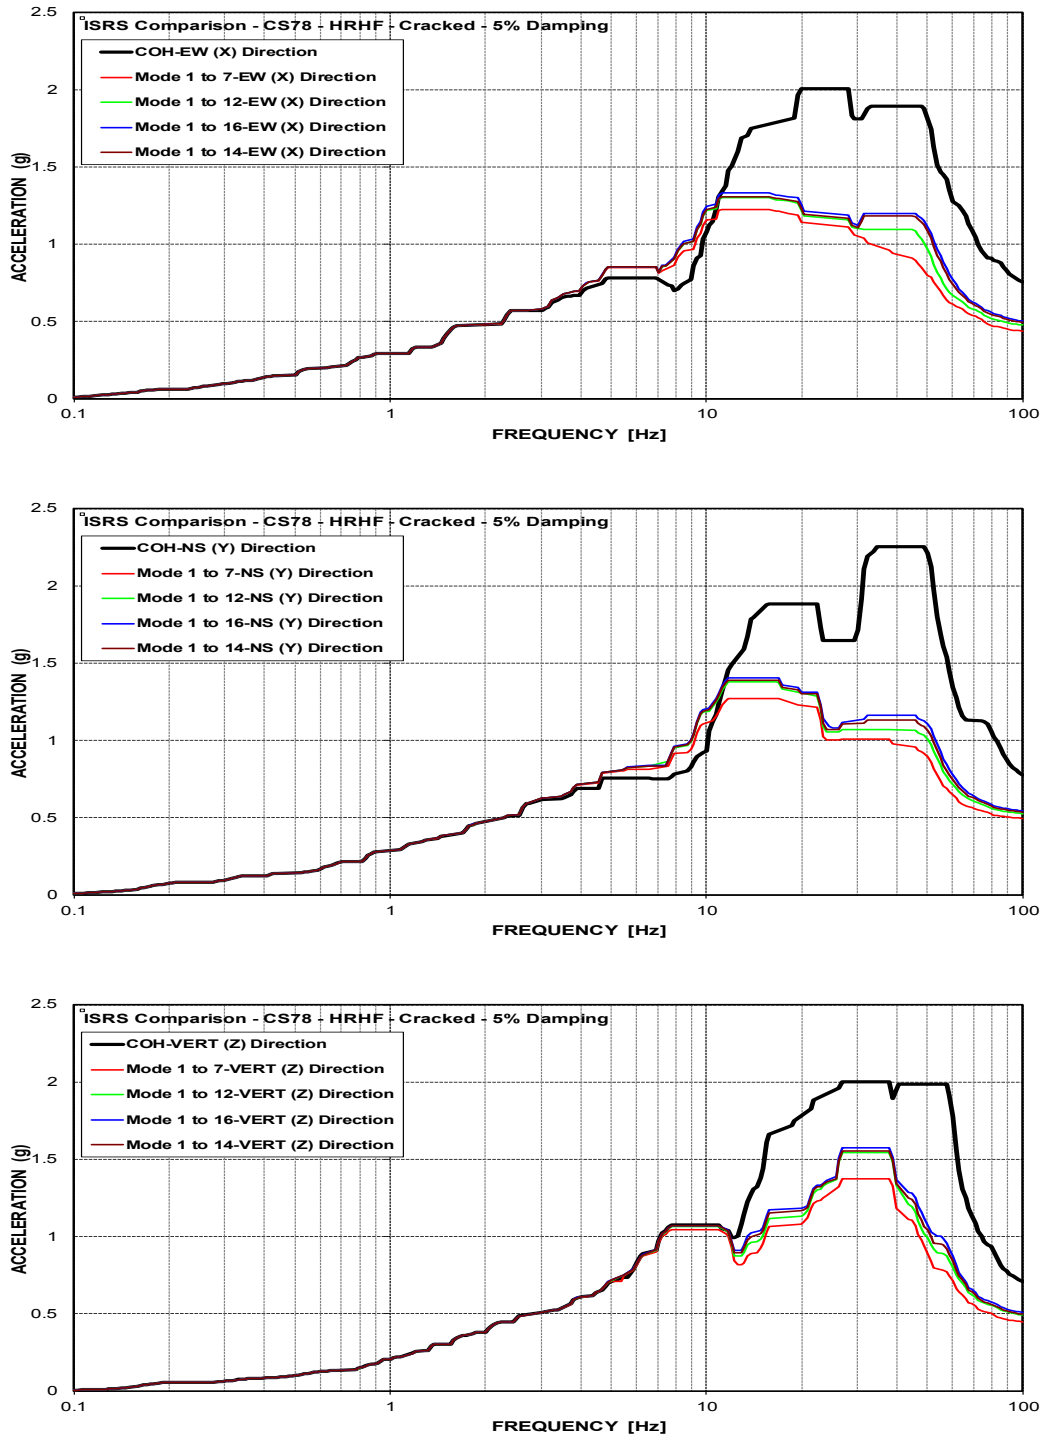 2.5
ISRS Comparison - CS78 - HRHF - Cracked - 5% Damping
COH-EW (X) Direction
Mode 1 to 7-EW (X) Direction
Mode 1 to 12-EW (X) Direction
Mode 1 to 16-EW (X) Direction
Mode 1 to 14-EW (X) Direction
2
1.5
1
0.5
0
ACCELERATION (g)
0.1 1 10 100
FREQUENCY [Hz]
2.5
ISRS Comparison - CS78 - HRHF - Cracked - 5% Damping
COH-NS (Y) Direction
Mode 1 to 7-NS (Y) Direction
Mode 1 to 12-NS (Y) Direction
Mode 1 to 16-NS (Y) Direction
Mode 1 to 14-NS (Y) Direction
2
1.5
1
0.5
0
ACCELERATION (g)
0.1 1 10 100
FREQUENCY [Hz]
2.5
ISRS Comparison - CS78 - HRHF - Cracked - 5% Damping
COH-VERT (Z) Direction
Mode 1 to 7-VERT (Z) Direction
Mode 1 to 12-VERT (Z) Direction
Mode 1 to 16-VERT (Z) Direction
Mode 1 to 14-VERT (Z) Direction
2
1.5
1
0.5
0
ACCELERATION (g)
0.1 1 10 100
FREQUENCY [Hz]